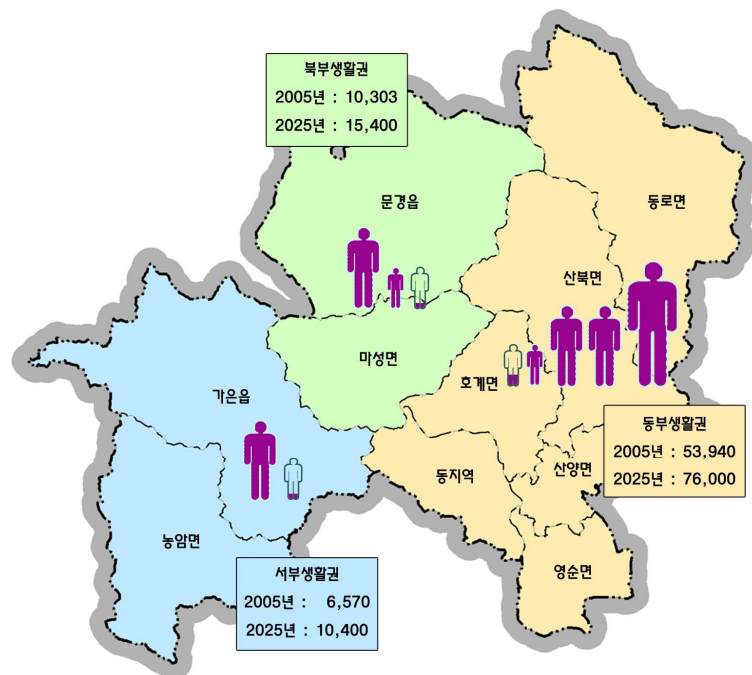 북부생활권
2005년 : 10,303
2025년 : 15,400
동로면
문경읍
산북면
마성면
호계면
가은읍
동부생활권
2005년 : 53,940
2025년 : 76,000
동지역
산양면
농암면
영순면
서부생활권
2005년 : 6,570
2025년 : 10,400